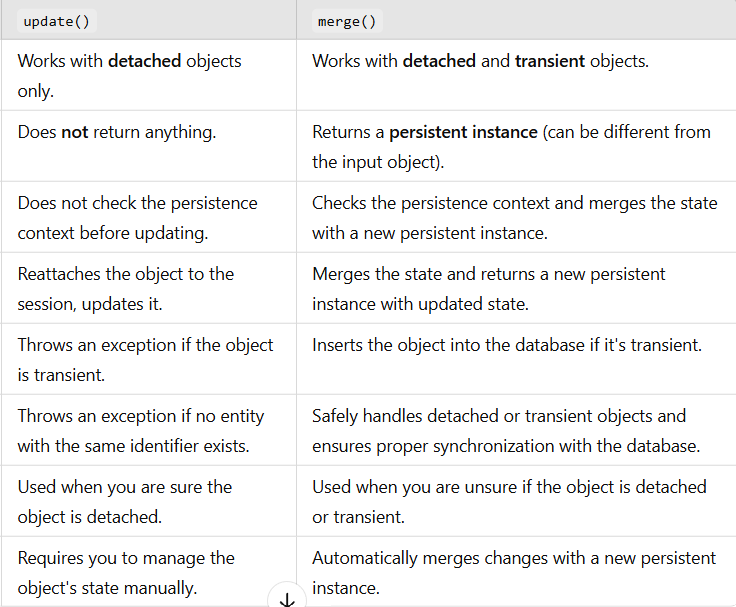 update()
merge()
Works with detached objects
only.
Works with detached and transient objects.
Does not return anything.
Returns a persistent instance (can be different from
the input object).
Does not check the persistence
context before updating.
Checks the persistence context and merges the state
with a new persistent instance.
Reattaches the object to the
session, updates it.
Merges the state and returns a new persistent
instance with updated state.
Throws an exception if the object
is transient.
Inserts the object into the database if it's transient.
Throws an exception if no entity
with the same identifier exists.
Safely handles detached or transient objects and
ensures proper synchronization with the database.
Used when you are sure the
object is detached.
Used when you are unsure if the object is detached
or transient.
Requires you to manage the
object's state manually.
Automatically merges changes with a new persistent
instance.